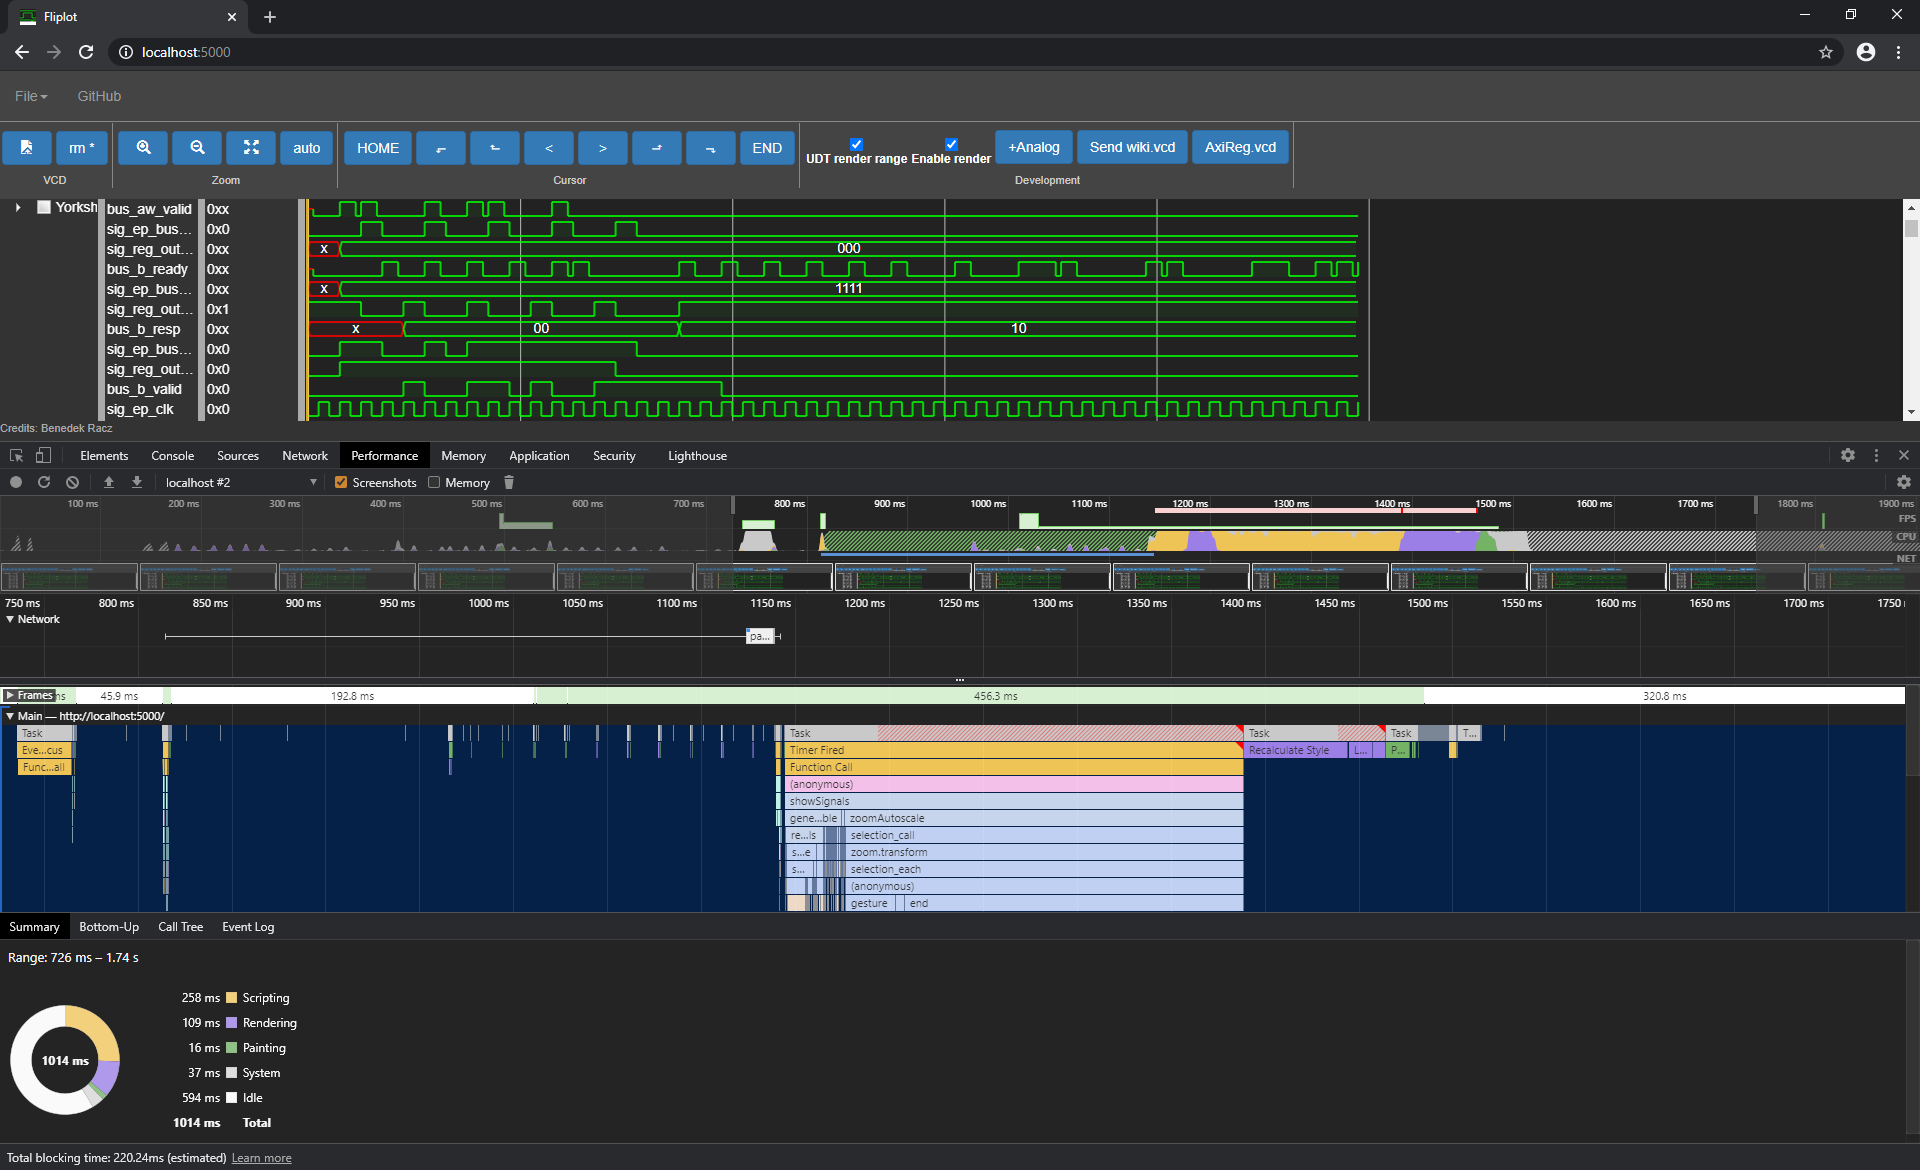 Fliplot
localhost:5000
File GitHub
rm * auto HOME < > END UDT render range Enable render +Analog Send wiki.vcd AxiReg.vcd
VCD Zoom Cursor Development
Yorksh
bus_aw_valid 0xx
sig_ep_bus... 0x0
sig_reg_out... 0xx x 000
bus_b_ready 0xx
sig_ep_bus... 0xx x 1111
sig_reg_out... 0x1
bus_b_resp 0xx x 00 10
sig_ep_bus... 0x0
sig_reg_out... 0x0
bus_b_valid 0x0
sig_ep_clk 0x0
Credits: Benedek Racz
Elements Console Sources Network Performance Memory Application Security Lighthouse
localhost #2 Screenshots Memory
100 ms 200 ms 300 ms 400 ms 500 ms 600 ms 700 ms 800 ms 900 ms 1000 ms 1100 ms 1200 ms 1300 ms 1400 ms 1500 ms 1600 ms 1700 ms 1800 ms 1900 ms
FPS
CPU
NET
750 ms 800 ms 850 ms 900 ms 950 ms 1000 ms 1050 ms 1100 ms 1150 ms 1200 ms 1250 ms 1300 ms 1350 ms 1400 ms 1450 ms 1500 ms 1550 ms 1600 ms 1650 ms 1700 ms 1750
Network
pa...
Frames ns 45.9 ms 192.8 ms 456.3 ms 320.8 ms
Main — http://localhost:5000/
Task Task Task Task T...
Eve...cus Timer Fired Recalculate Style L... P...
Func...all Function Call
(anonymous)
showSignals
gene...ble zoomAutoscale
re...ls selection_call
s...e zoom.transform
s... selection_each
(anonymous)
gesture end
Summary Bottom-Up Call Tree Event Log
Range: 726 ms – 1.74 s
258 ms Scripting
109 ms Rendering
16 ms Painting
37 ms System
594 ms Idle
1014 ms Total
1014 ms
Total blocking time: 220.24ms (estimated) Learn more